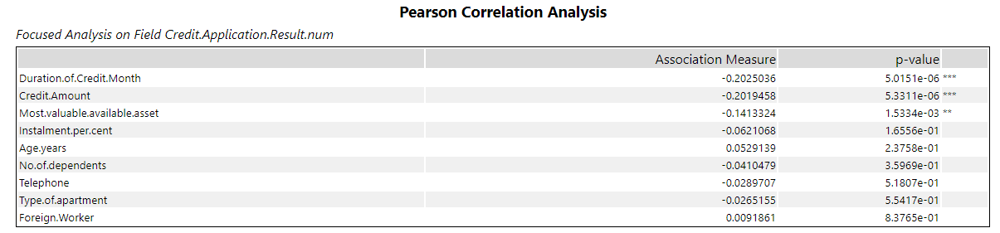 Pearson Correlation Analysis
Focused Analysis on Field Credit.Application.Result.num
Association Measure p-value
Duration.of.Credit.Month -0.2025036 5.0151e-06 ***
Credit.Amount -0.2019458 5.3311e-06 ***
Most.valuable.available.asset -0.1413324 1.5334e-03 **
Instalment.per.cent -0.0621068 1.6556e-01
Age.years 0.0529139 2.3758e-01
No.of.dependents -0.0410479 3.5969e-01
Telephone -0.0289707 5.1807e-01
Type.of.apartment -0.0265155 5.5417e-01
Foreign.Worker 0.0091861 8.3765e-01